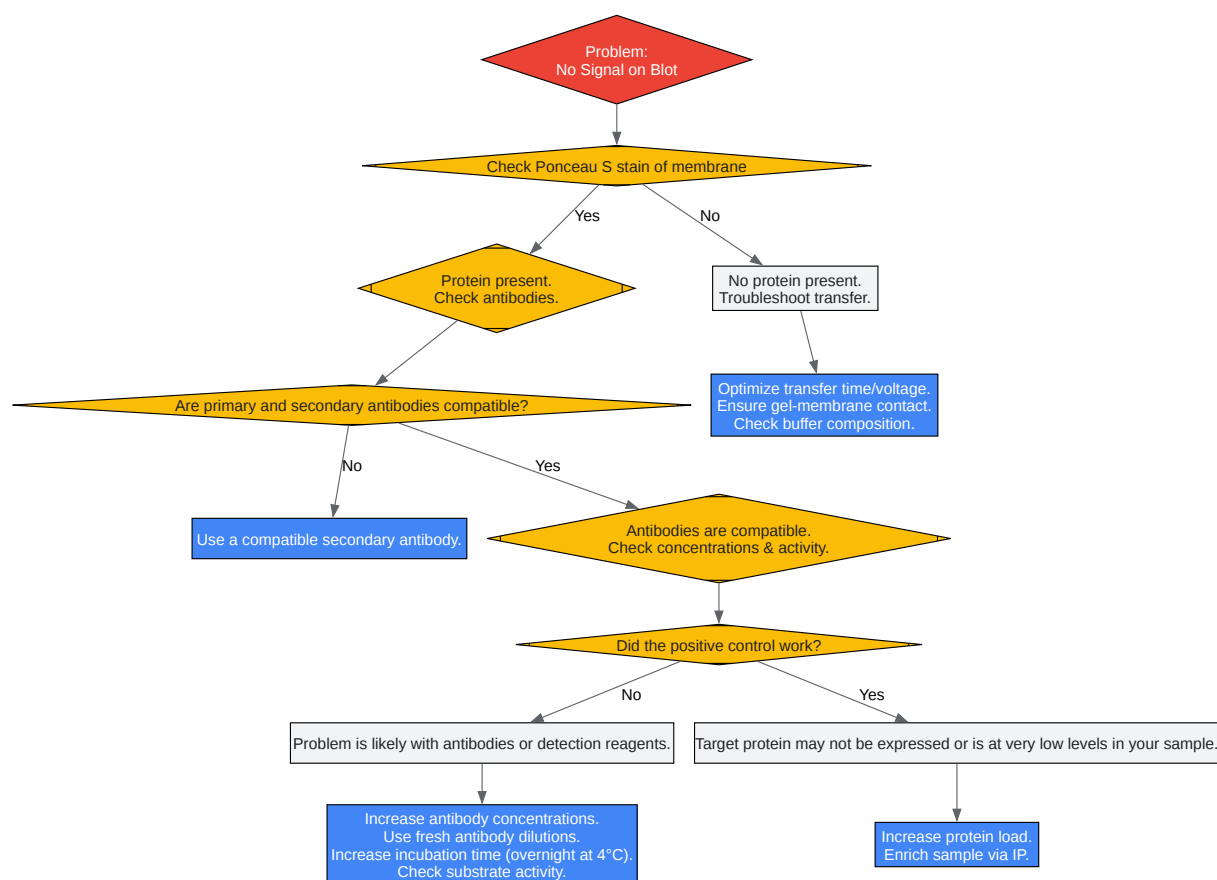 Problem:
No Signal on Blot
Check Ponceau S stain of membrane
Yes
No
Protein present.
Check antibodies.
No protein present.
Troubleshoot transfer.
Optimize transfer time/voltage.
Ensure gel-membrane contact.
Check buffer composition.
Are primary and secondary antibodies compatible?
No
Yes
Use a compatible secondary antibody.
Antibodies are compatible.
Check concentrations & activity.
Did the positive control work?
No
Yes
Problem is likely with antibodies or detection reagents.
Target protein may not be expressed or is at very low levels in your sample.
Increase antibody concentrations.
Use fresh antibody dilutions.
Increase incubation time (overnight at 4°C).
Check substrate activity.
Increase protein load.
Enrich sample via IP.